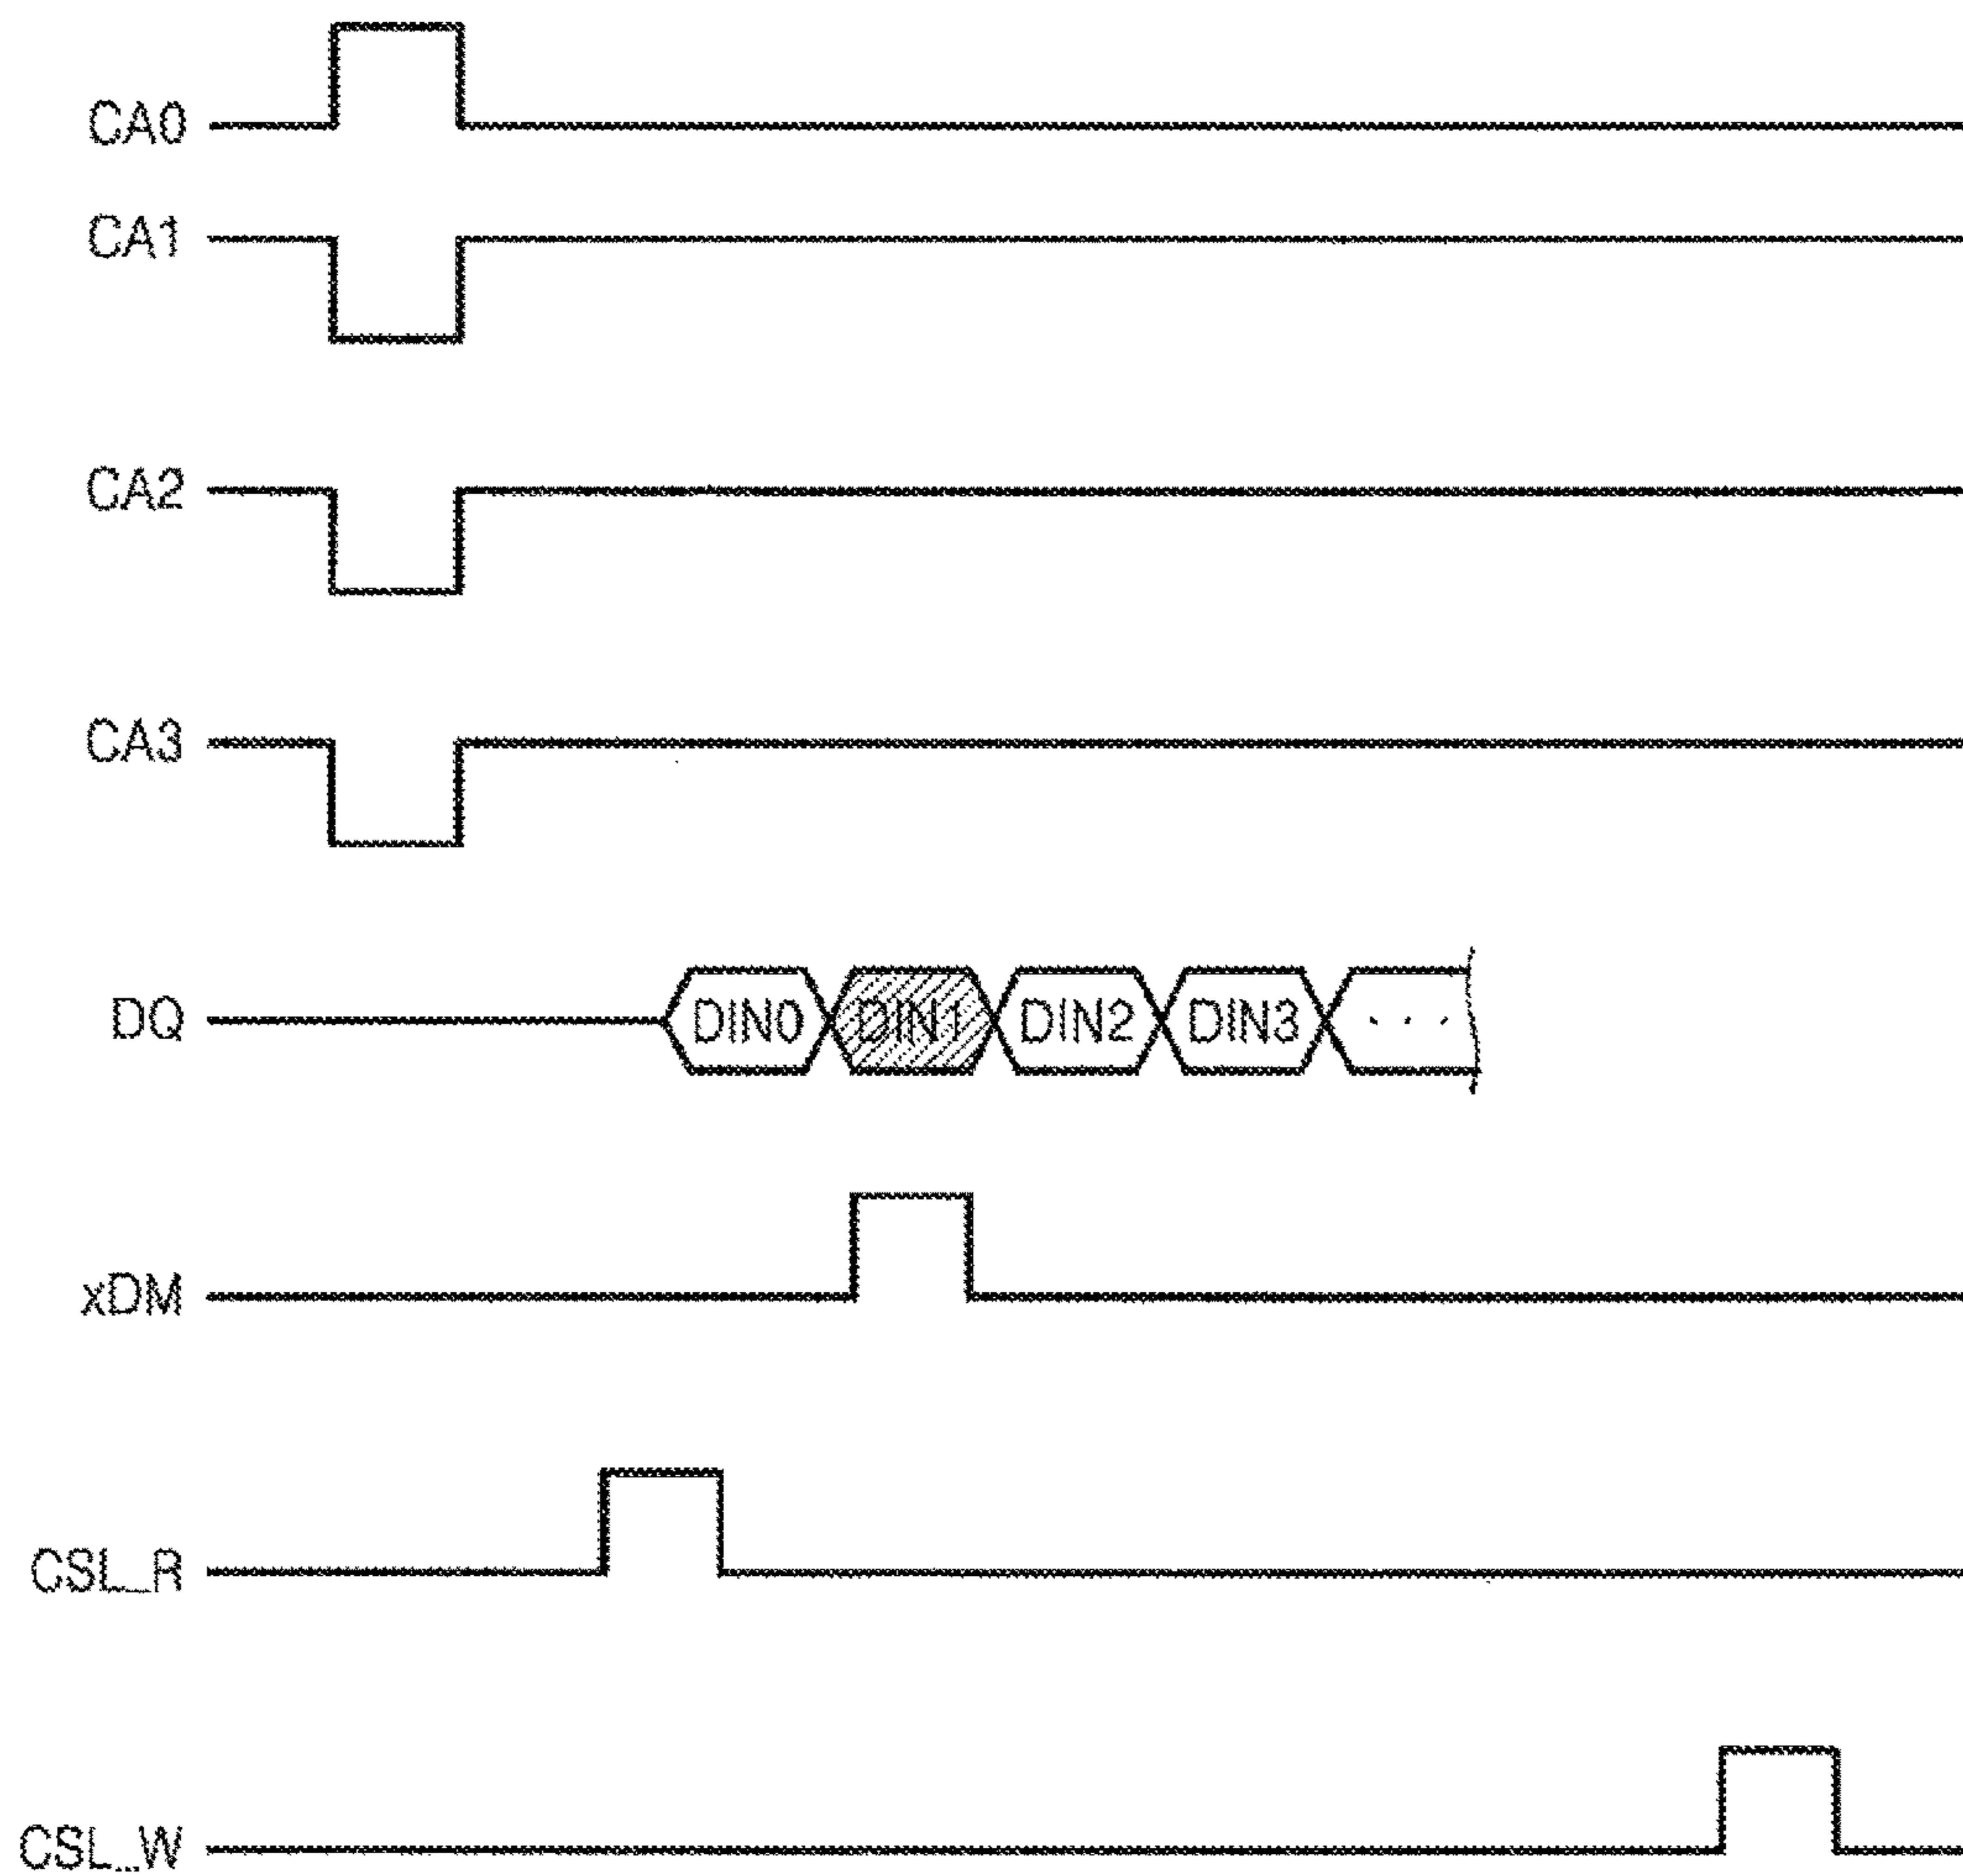 CA0
CA1
CA2
CA3
DQ DIN0 DIN1 DIN2 DIN3 ...
xDM
CSL_R
CSL_W